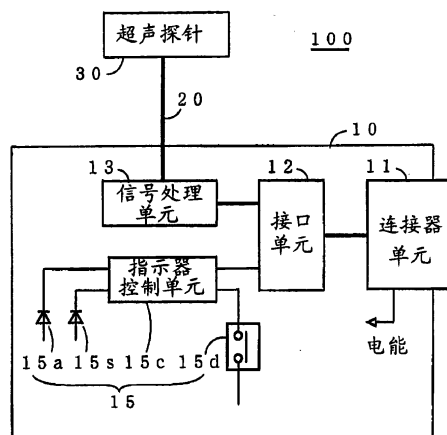 超声探针
30
100
20
10
13
12
11
信号处理
单元
接口
单元
连接器
单元
指示器
控制单元
电能
15a 15s 15c 15d
15